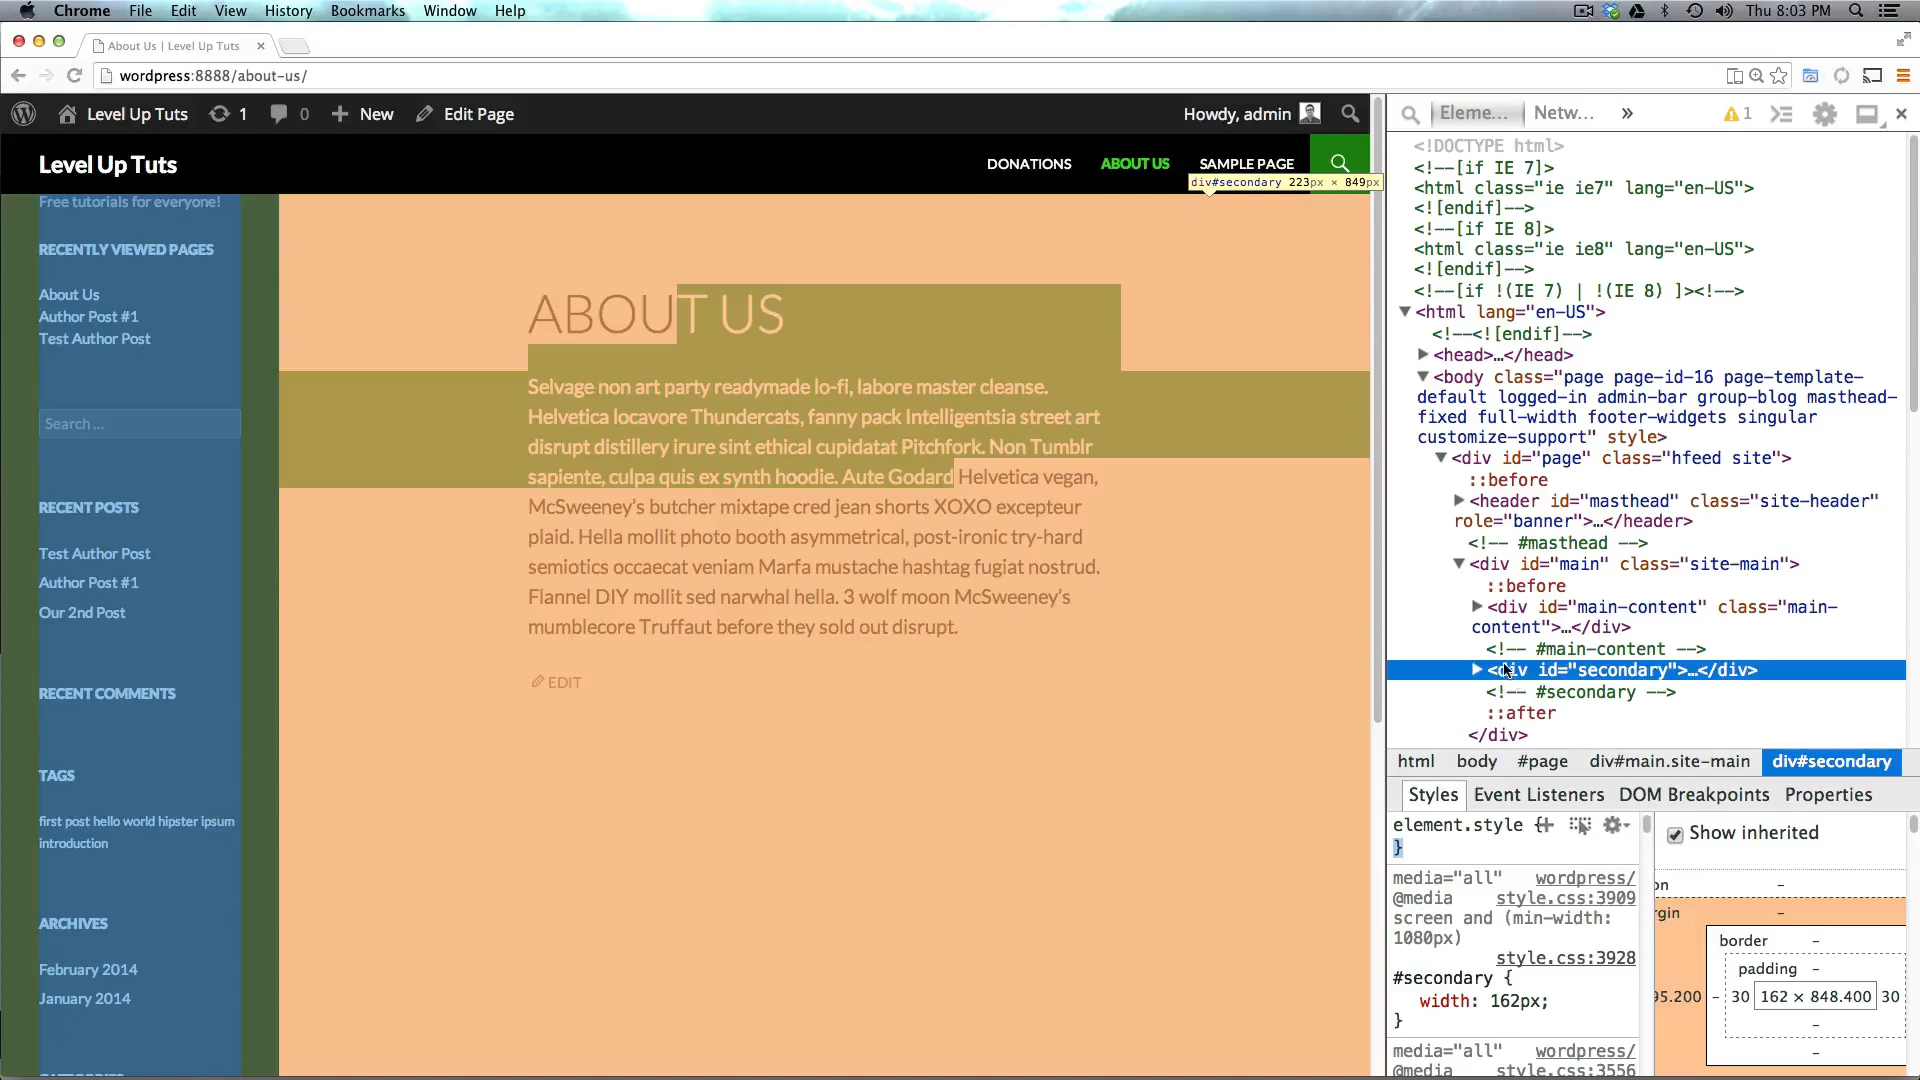 Chrome File Edit View History Bookmarks Window Help Thu 8:03 PM
About Us | Level Up Tuts
wordpress:8888/about-us/
Level Up Tuts 1 0 New Edit Page Howdy, admin
Level Up Tuts DONATIONS ABOUT US SAMPLE PAGE
div#secondary 223px × 849px
Free tutorials for everyone!
RECENTLY VIEWED PAGES
About Us
Author Post #1
Test Author Post
Search ...
RECENT POSTS
Test Author Post
Author Post #1
Our 2nd Post
RECENT COMMENTS
TAGS
first post hello world hipster ipsum
introduction
ARCHIVES
February 2014
January 2014
ABOUT US
Selvage non art party readymade lo-fi, labore master cleanse.
Helvetica locavore Thundercats, fanny pack Intelligentsia street art
disrupt distillery irure sint ethical cupidatat Pitchfork. Non Tumblr
sapiente, culpa quis ex synth hoodie. Aute Godard Helvetica vegan,
McSweeney’s butcher mixtape cred jean shorts XOXO excepteur
plaid. Hella mollit photo booth asymmetrical, post-ironic try-hard
semiotics occaecat veniam Marfa mustache hashtag fugiat nostrud.
Flannel DIY mollit sed narwhal hella. 3 wolf moon McSweeney’s
mumblecore Truffaut before they sold out disrupt.
EDIT
Eleme... Netw... » 1
<!DOCTYPE html>
<!--[if IE 7]>
<html class="ie ie7" lang="en-US">
<![endif]-->
<!--[if IE 8]>
<html class="ie ie8" lang="en-US">
<![endif]-->
<!--[if !(IE 7) | !(IE 8) ]><!-->
<html lang="en-US">
<!--<![endif]-->
<head>…</head>
<body class="page page-id-16 page-template-
default logged-in admin-bar group-blog masthead-
fixed full-width footer-widgets singular
customize-support" style>
<div id="page" class="hfeed site">
::before
<header id="masthead" class="site-header"
role="banner">…</header>
<!-- #masthead -->
<div id="main" class="site-main">
::before
<div id="main-content" class="main-
content">…</div>
<!-- #main-content -->
<div id="secondary">…</div>
<!-- #secondary -->
::after
</div>
html body #page div#main.site-main div#secondary
Styles Event Listeners DOM Breakpoints Properties
element.style {
}
media="all" wordpress/
@media style.css:3909
screen and (min-width:
1080px)
style.css:3928
#secondary {
width: 162px;
}
media="all" wordpress/
@media style.css:3556
Show inherited
on –
rgin –
border –
padding –
95.200 – 30 162 × 848.400 30
–
–